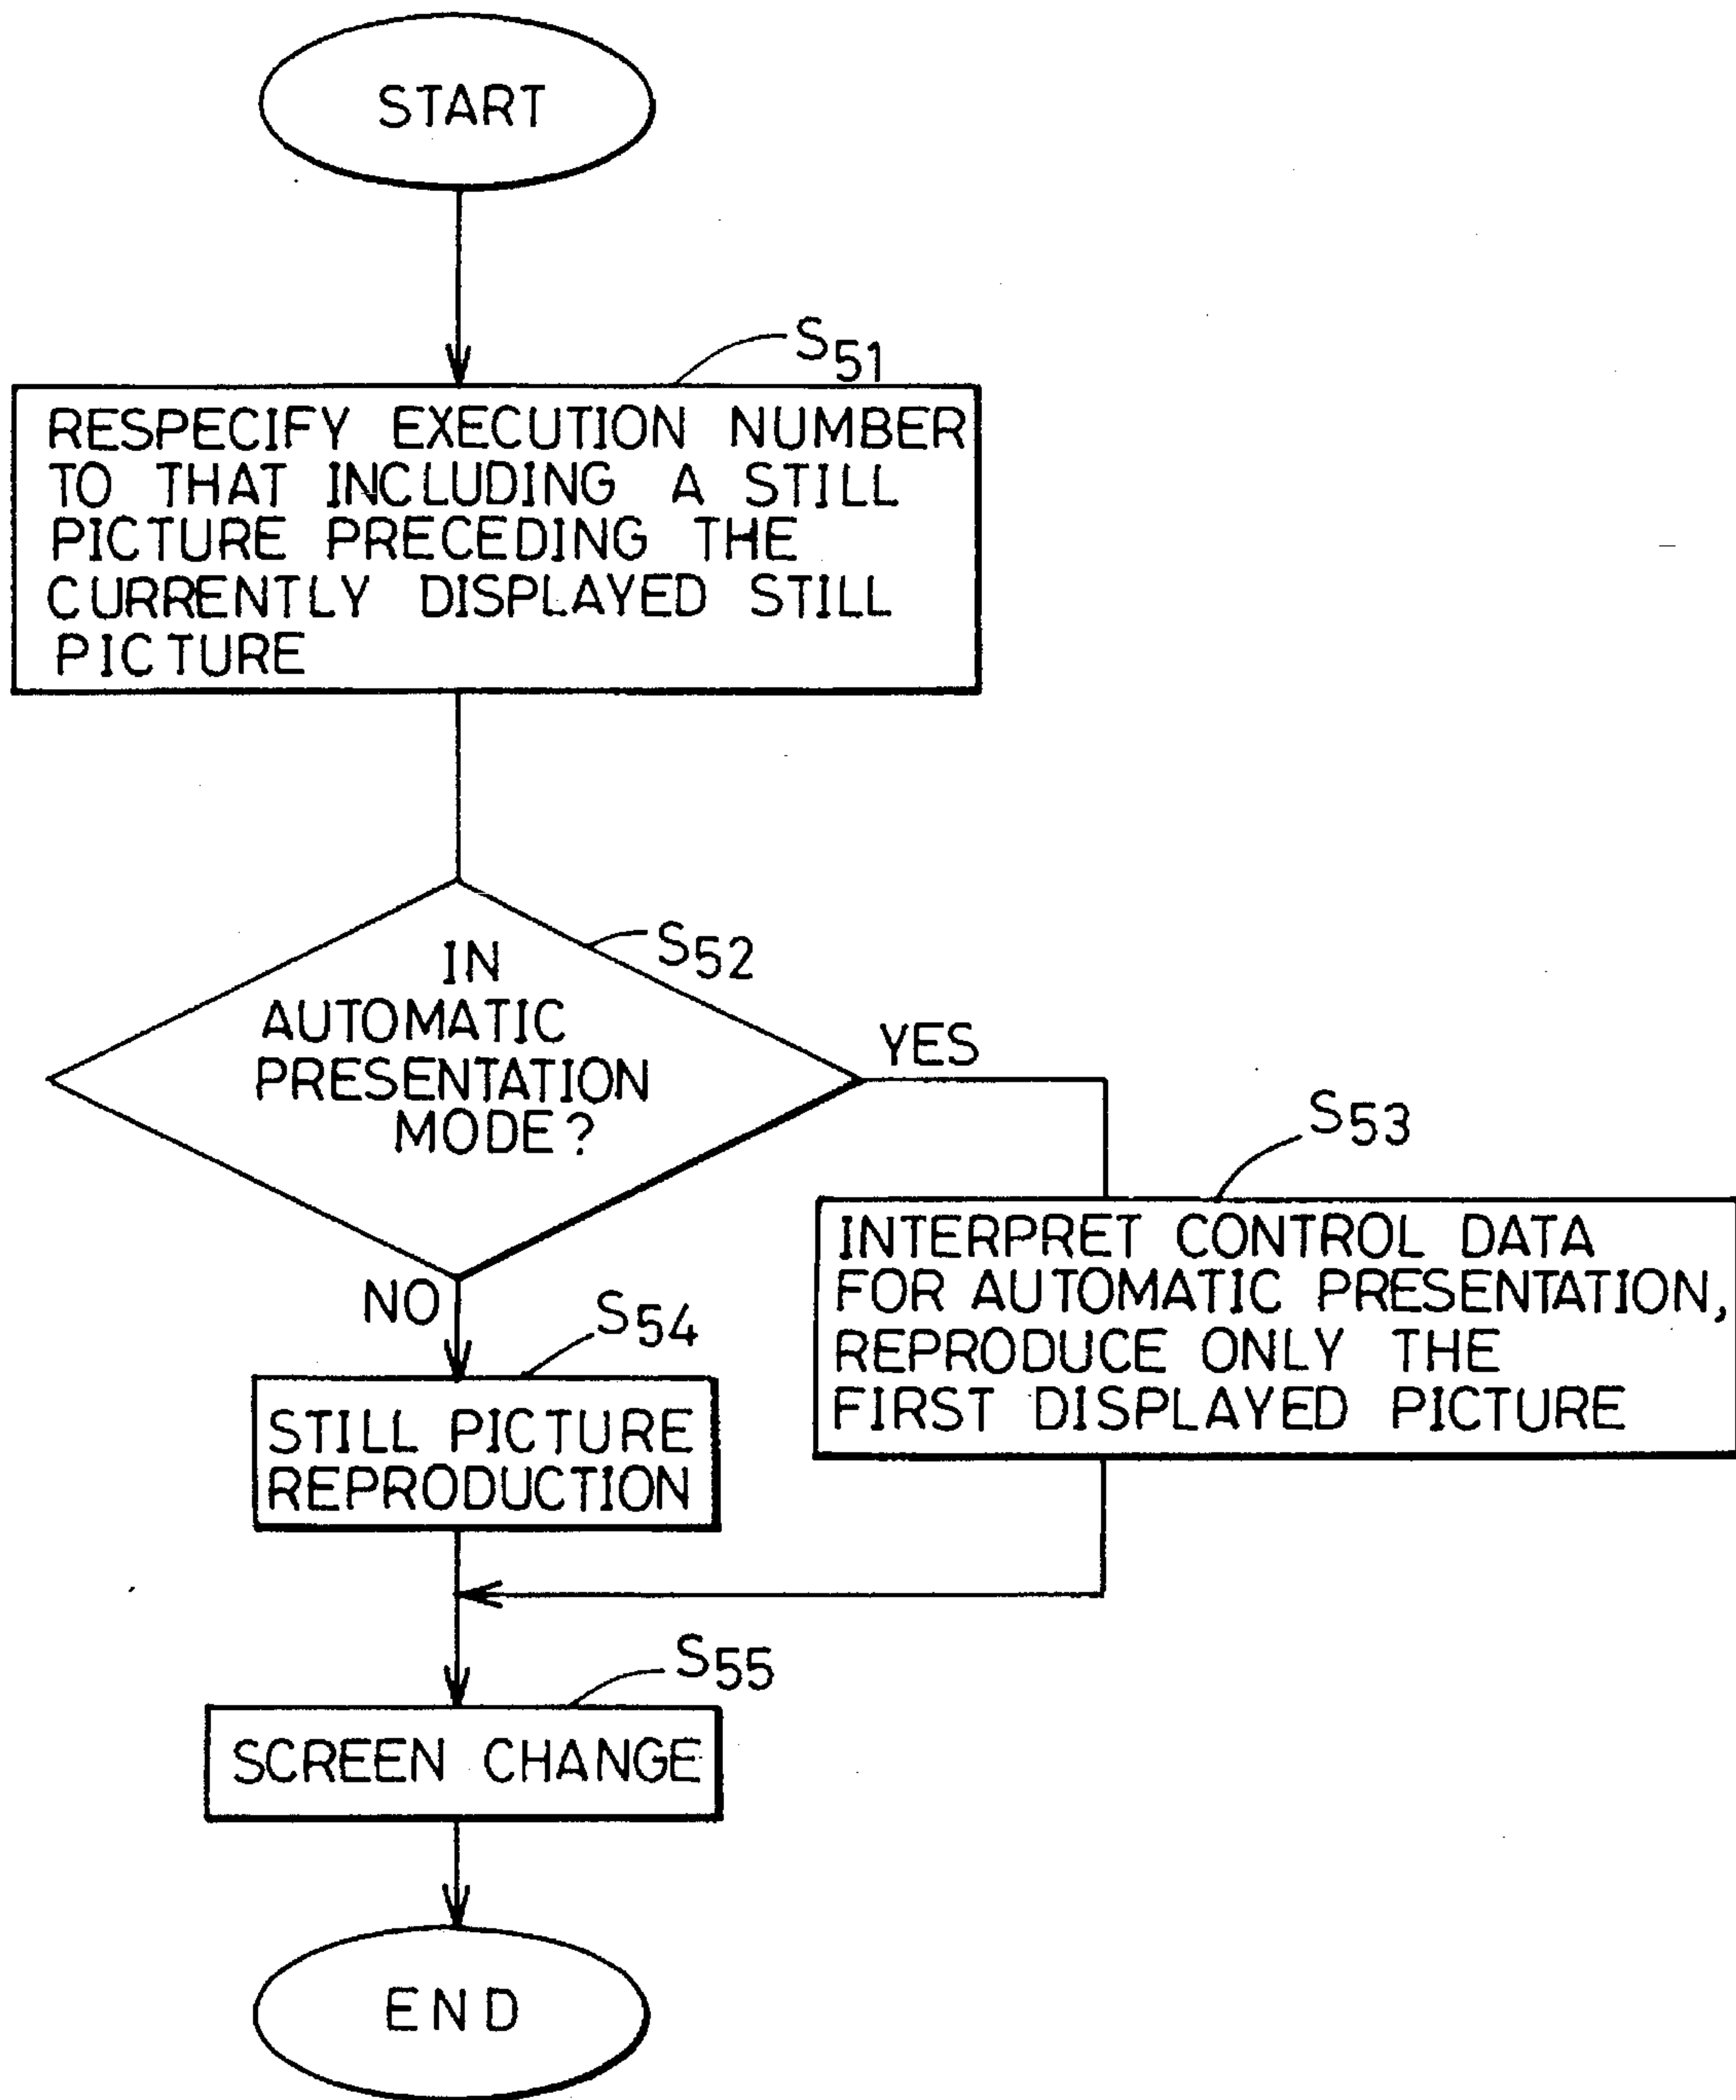 START
S51
RESPECIFY EXECUTION NUMBER
TO THAT INCLUDING A STILL
PICTURE PRECEDING THE
CURRENTLY DISPLAYED STILL
PICTURE
S52
IN
AUTOMATIC
PRESENTATION
MODE?
YES
S53
INTERPRET CONTROL DATA
FOR AUTOMATIC PRESENTATION,
REPRODUCE ONLY THE
FIRST DISPLAYED PICTURE
NO
S54
STILL PICTURE
REPRODUCTION
S55
SCREEN CHANGE
END